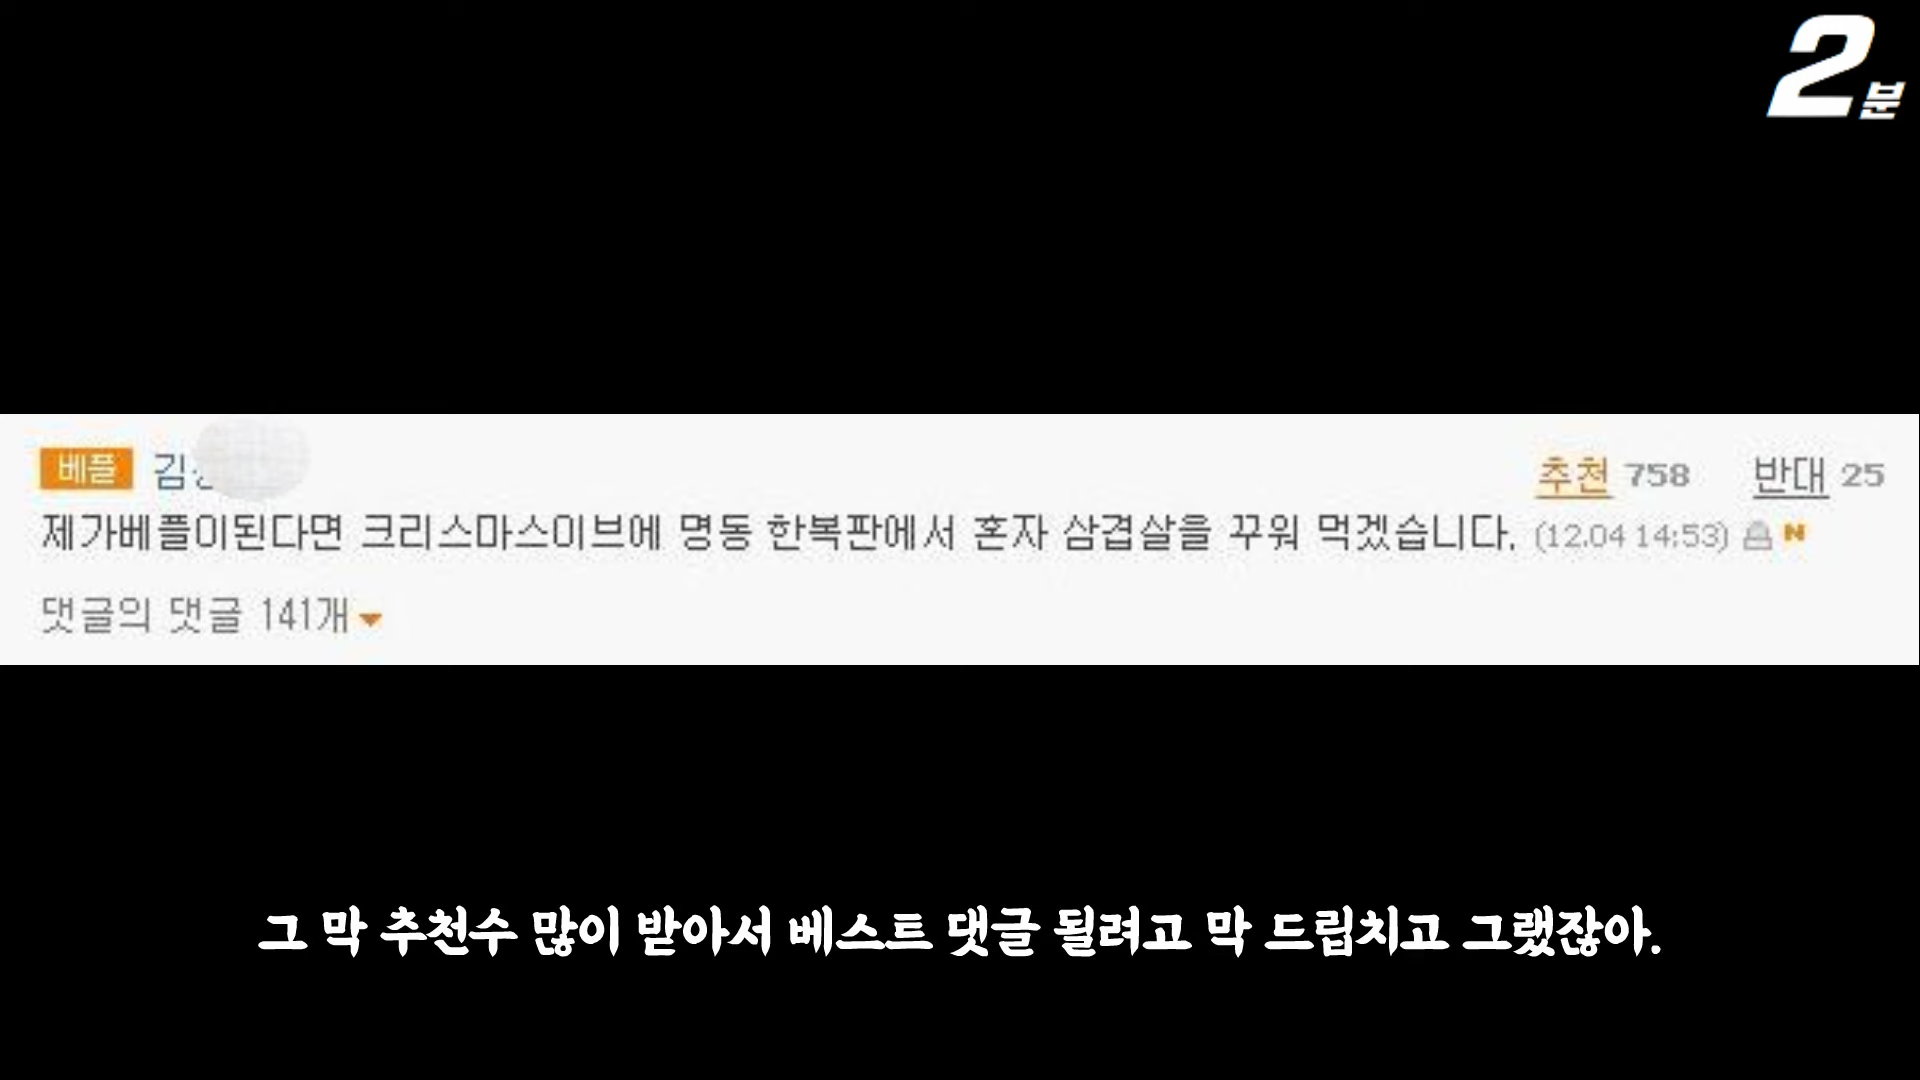 2분
베플 김 추천 758 반대 25
제가베플이된다면 크리스마스이브에 명동 한복판에서 혼자 삼겹살을 꾸워 먹겠습니다. (12.04 14:53) N
댓글의 댓글 141개
그 막 추천수 많이 받아서 베스트 댓글 될려고 막 드립치고 그랬잖아.